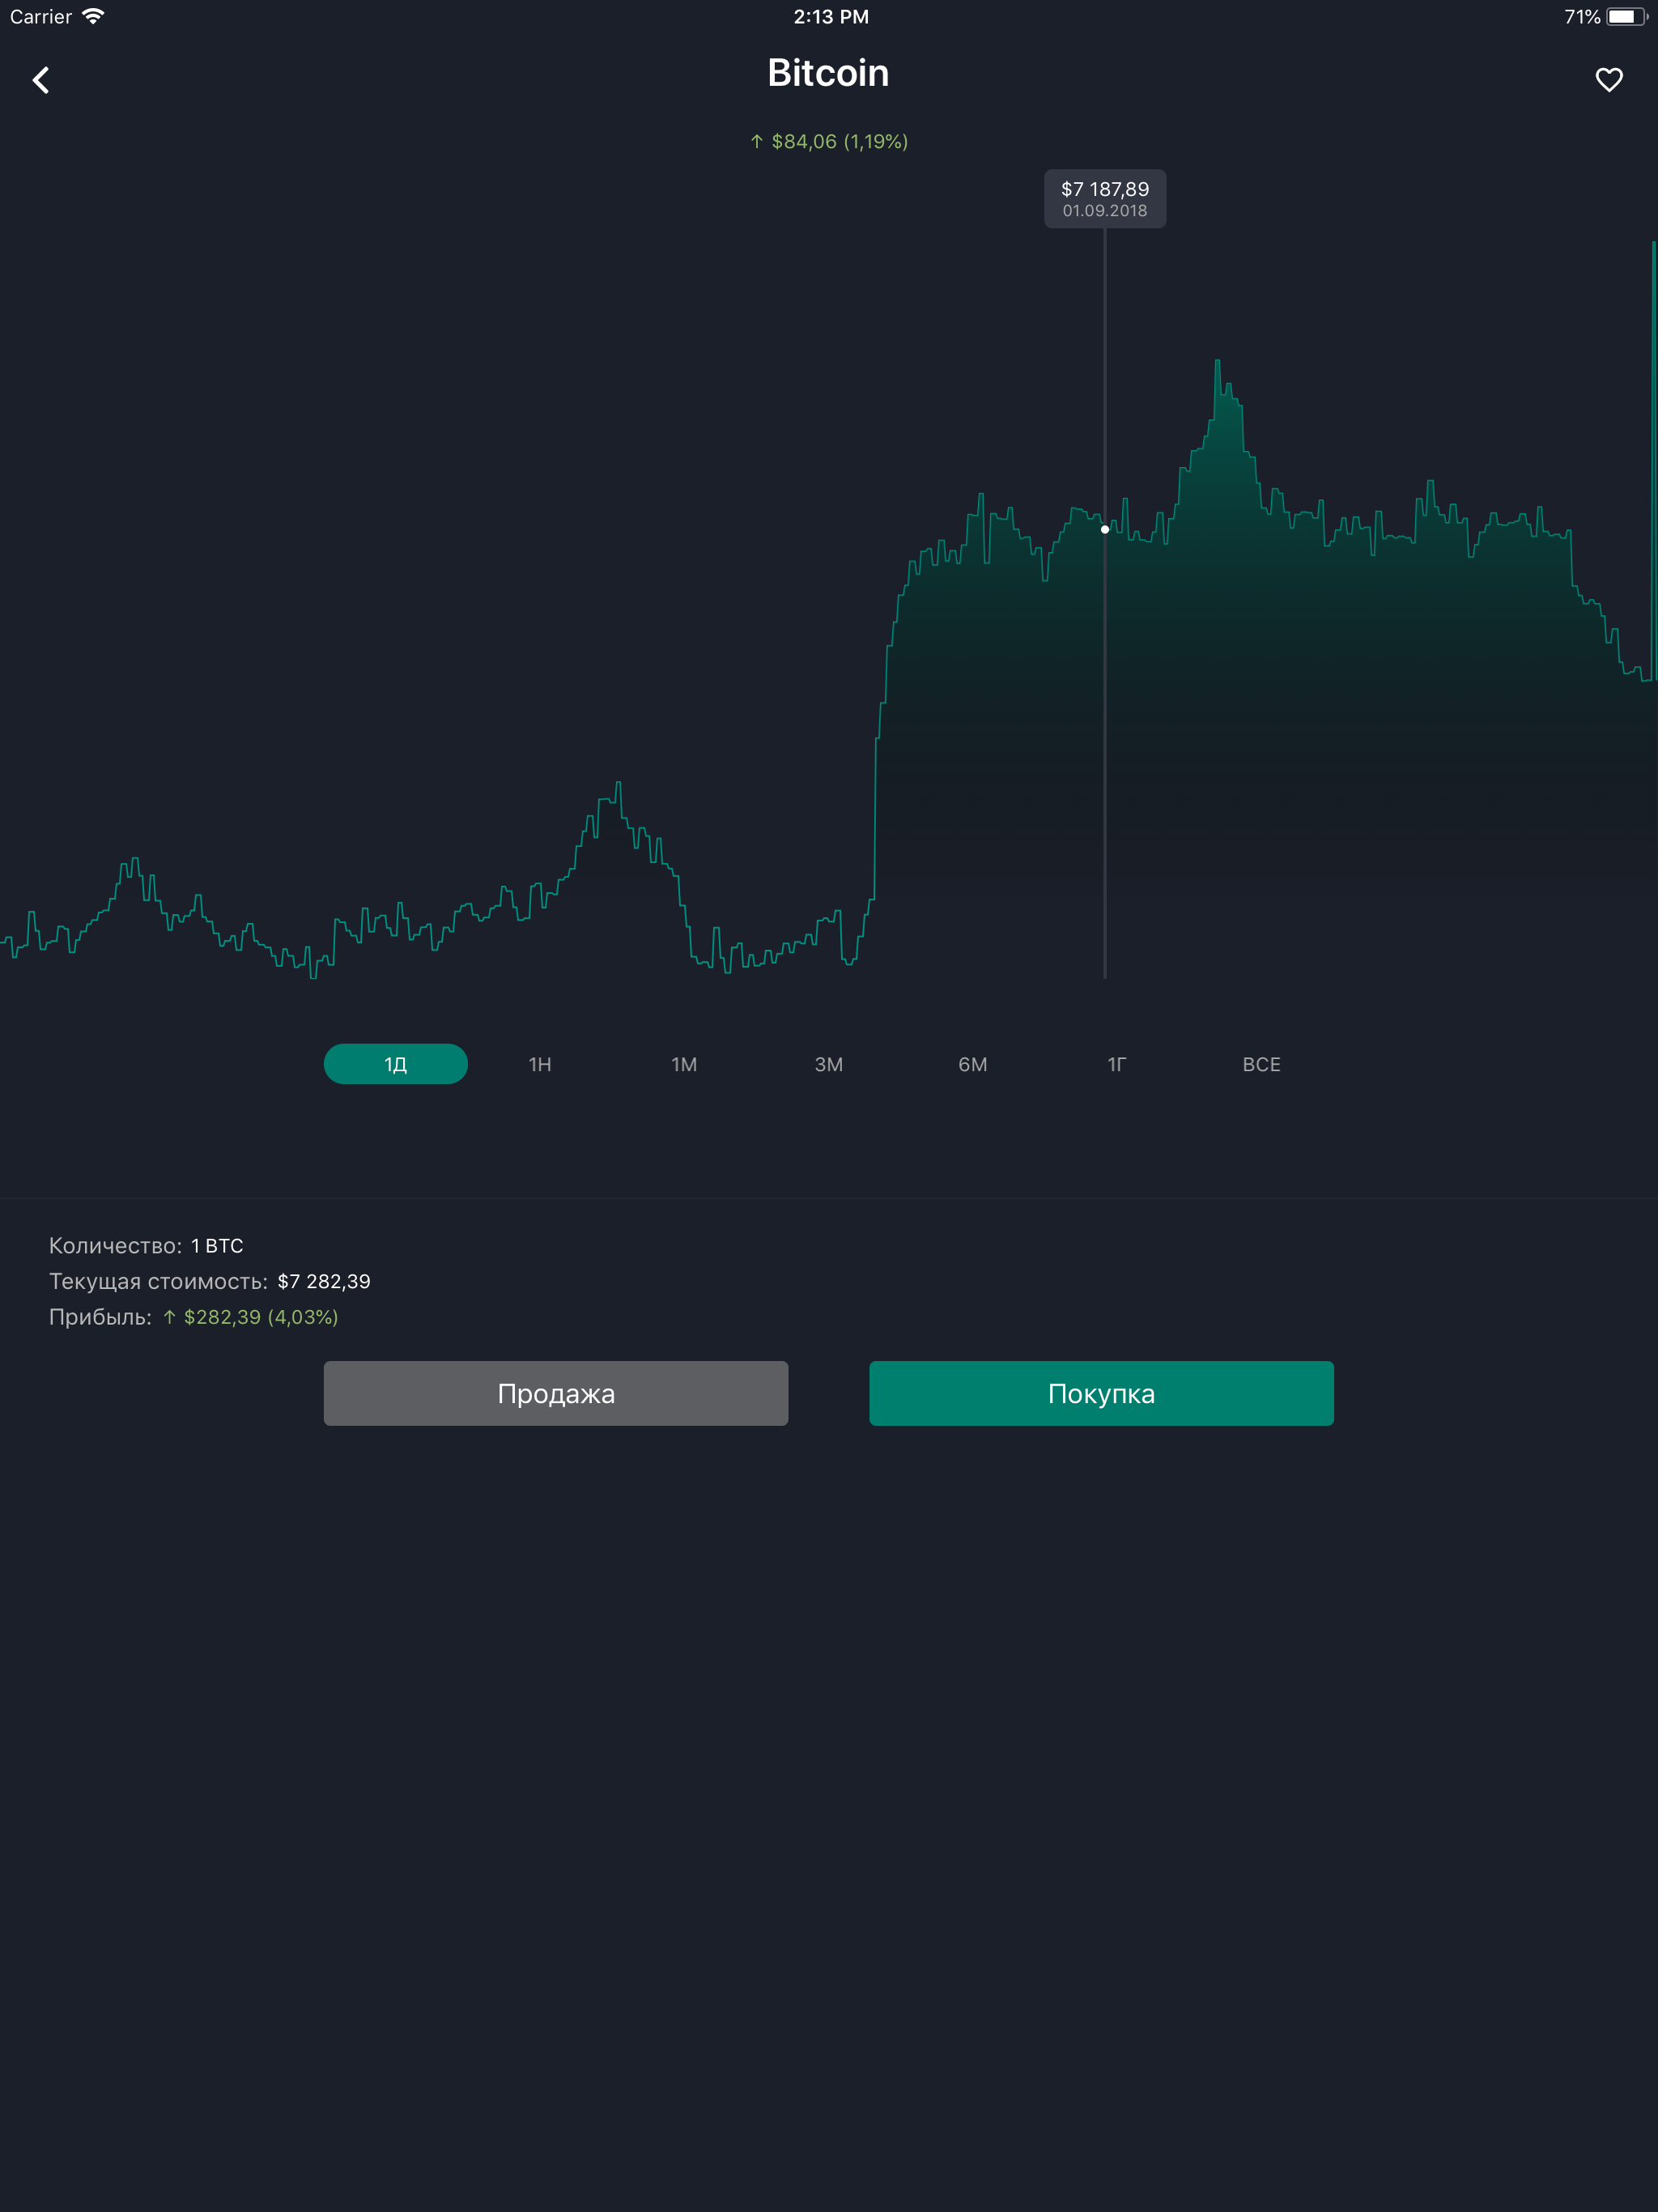 Carrier 2:13 PM 71%
Bitcoin
↑ $84,06 (1,19%)
$7 187,89
01.09.2018
1Д 1Н 1М 3М 6М 1Г ВСЕ
Количество: 1 BTC
Текущая стоимость: $7 282,39
Прибыль: ↑ $282,39 (4,03%)
Продажа Покупка